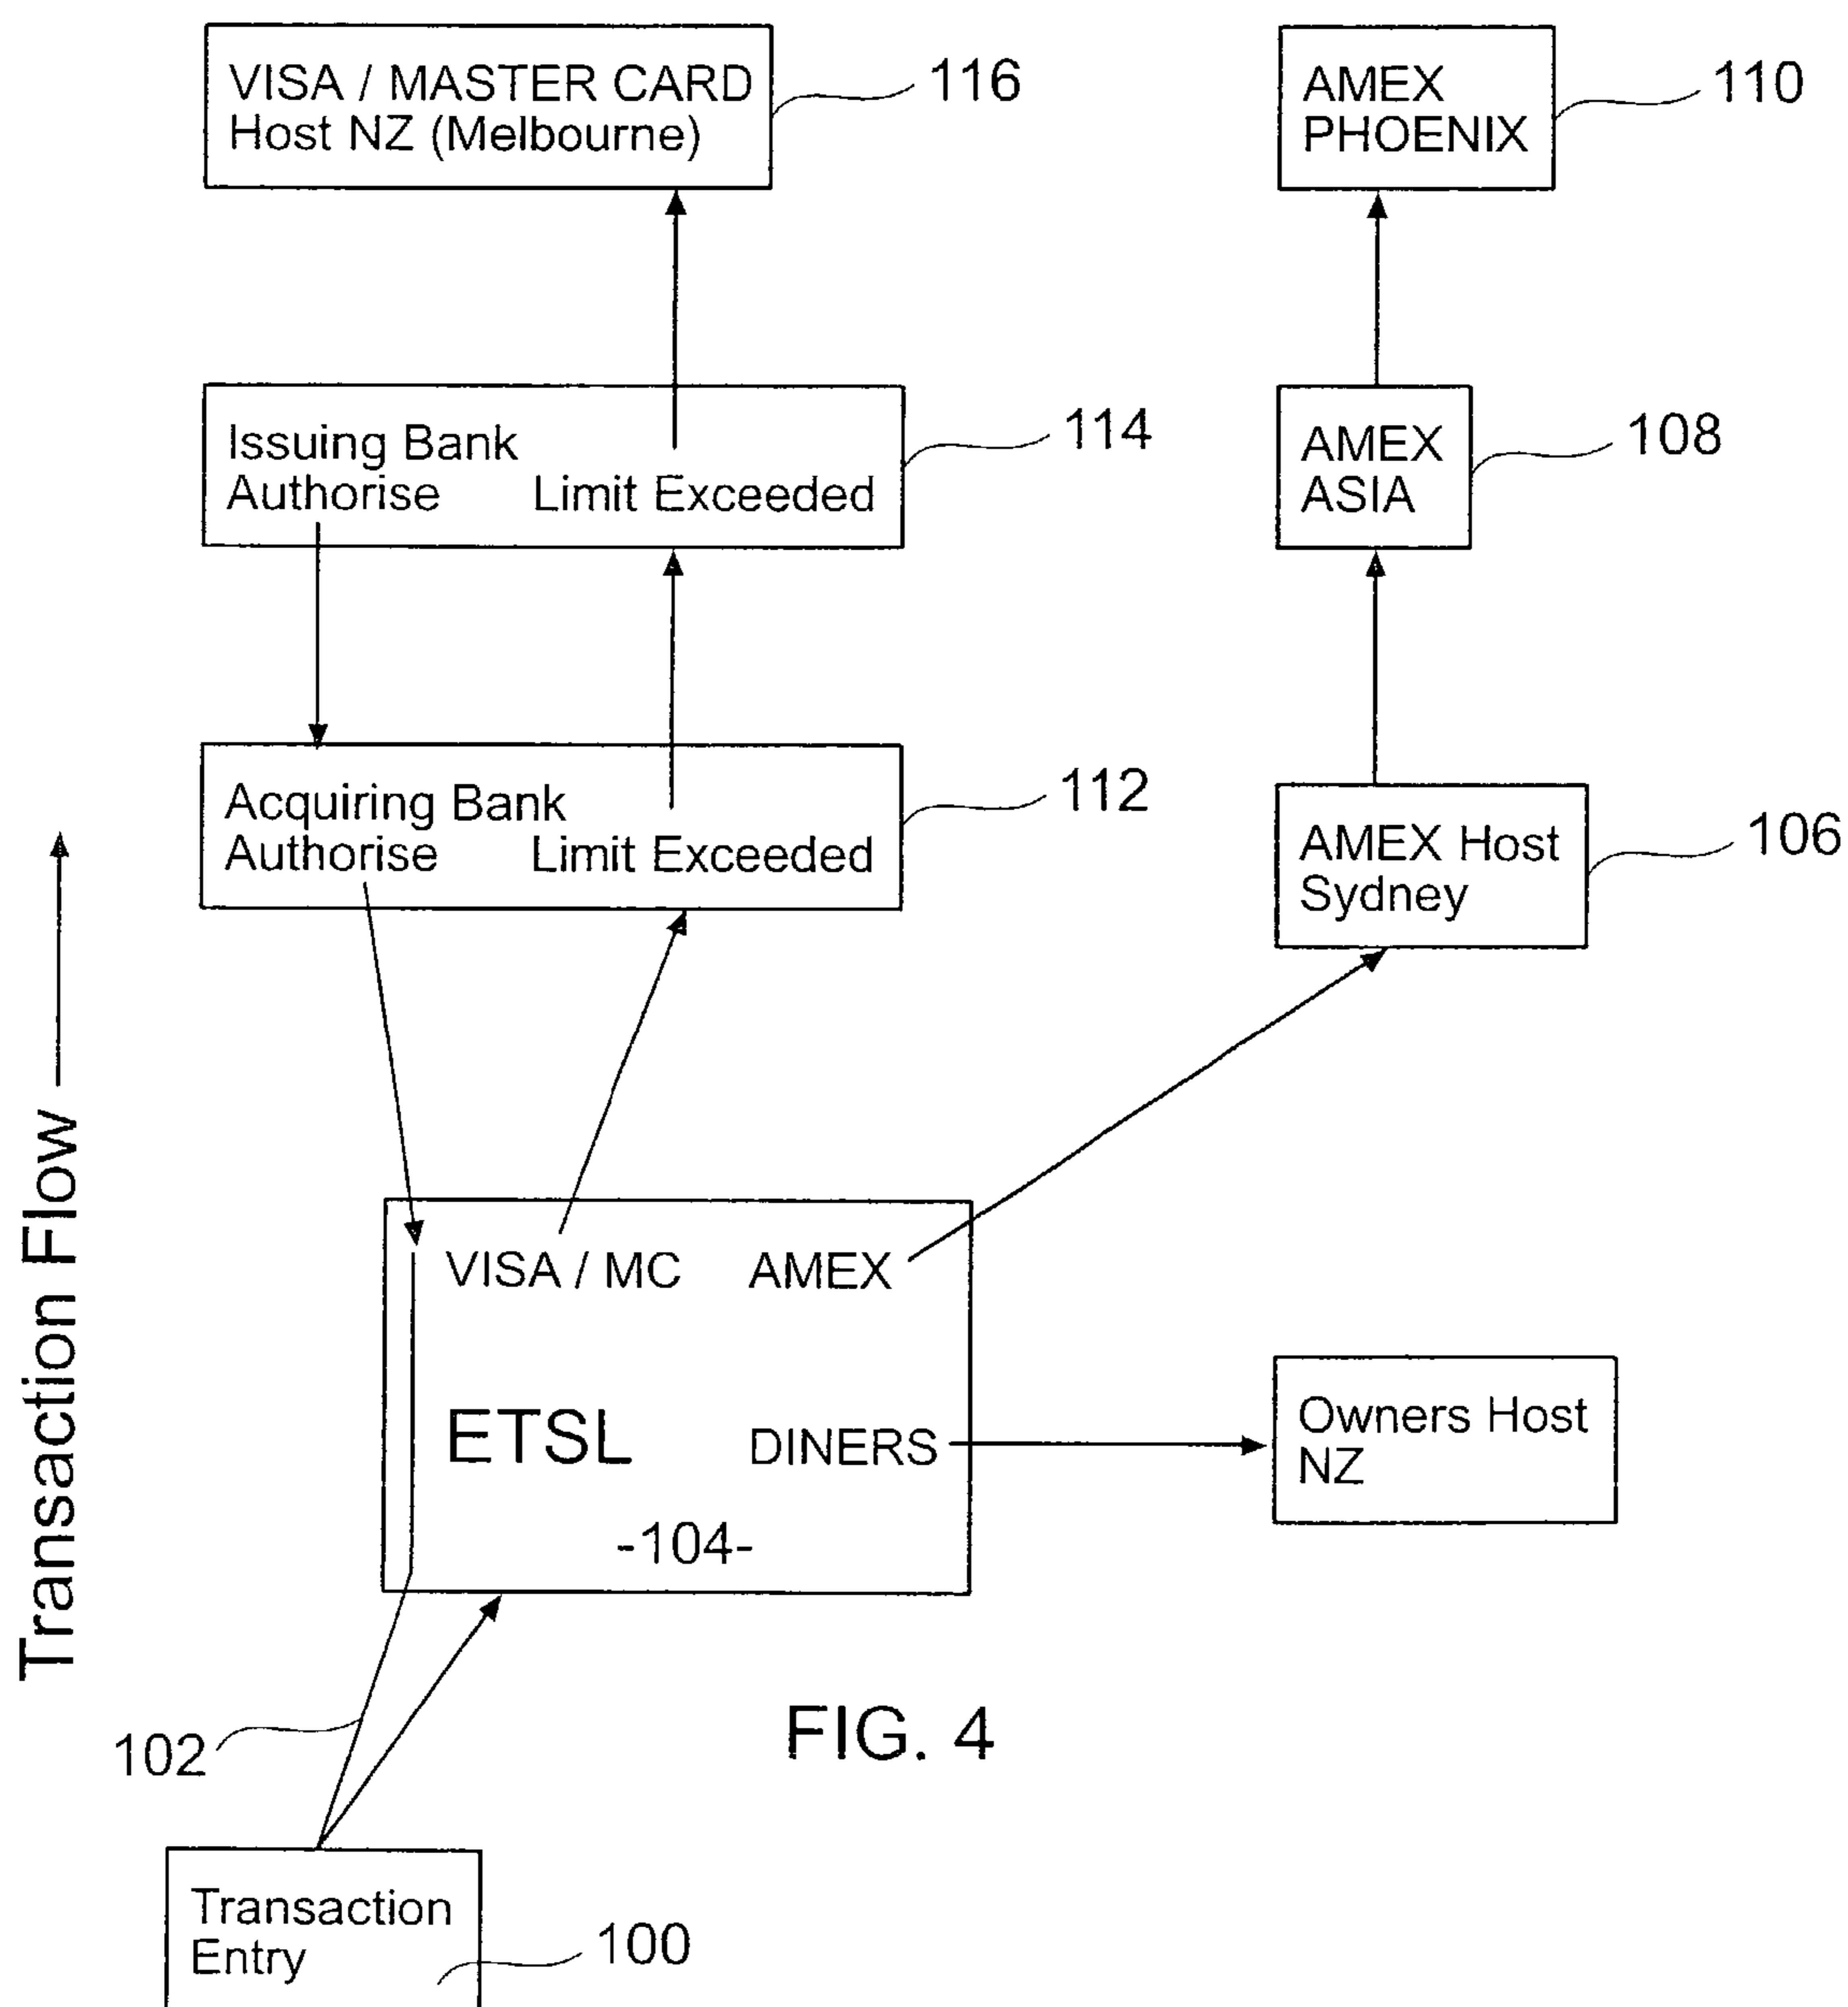 VISA / MASTER CARD
Host NZ (Melbourne)
116
AMEX
PHOENIX
110
Issuing Bank
Authorise Limit Exceeded
114
AMEX
ASIA
108
Acquiring Bank
Authorise Limit Exceeded
112
AMEX Host
Sydney
106
Transaction Flow
VISA / MC AMEX
ETSL
DINERS
-104-
Owners Host
NZ
102
FIG. 4
Transaction
Entry
100